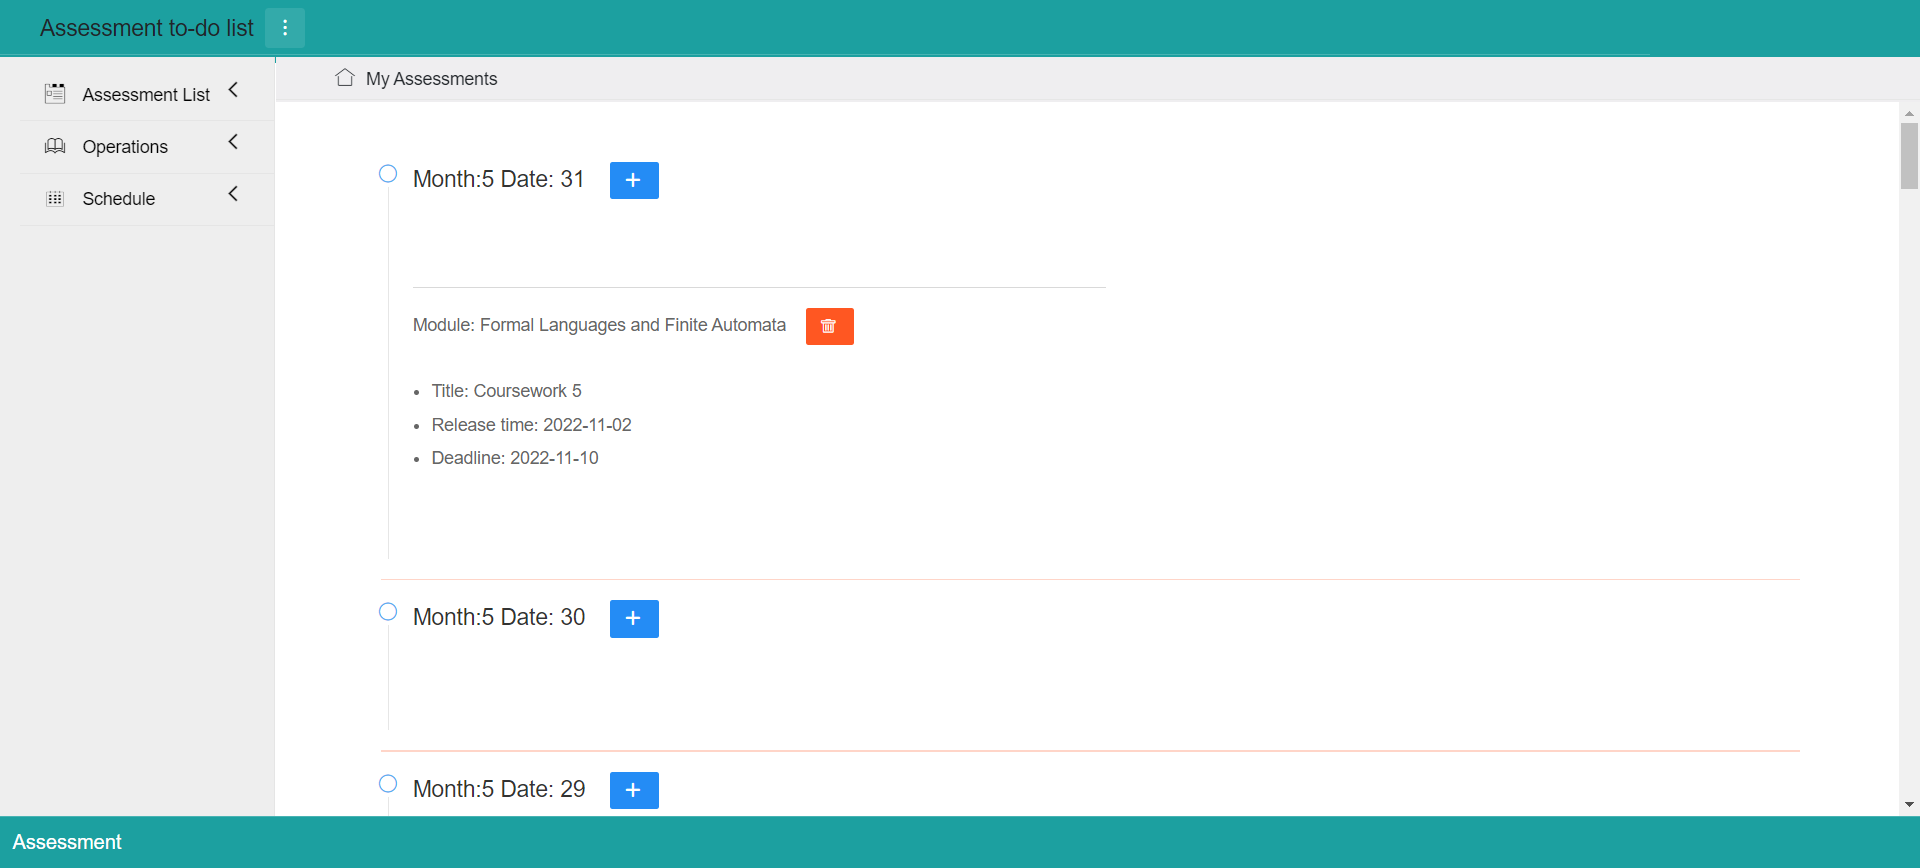 Assessment to-do list
Assessment List
Operations
Schedule
My Assessments
Month:5 Date: 31
Module: Formal Languages and Finite Automata
Title: Coursework 5
Release time: 2022-11-02
Deadline: 2022-11-10
Month:5 Date: 30
Month:5 Date: 29
Assessment